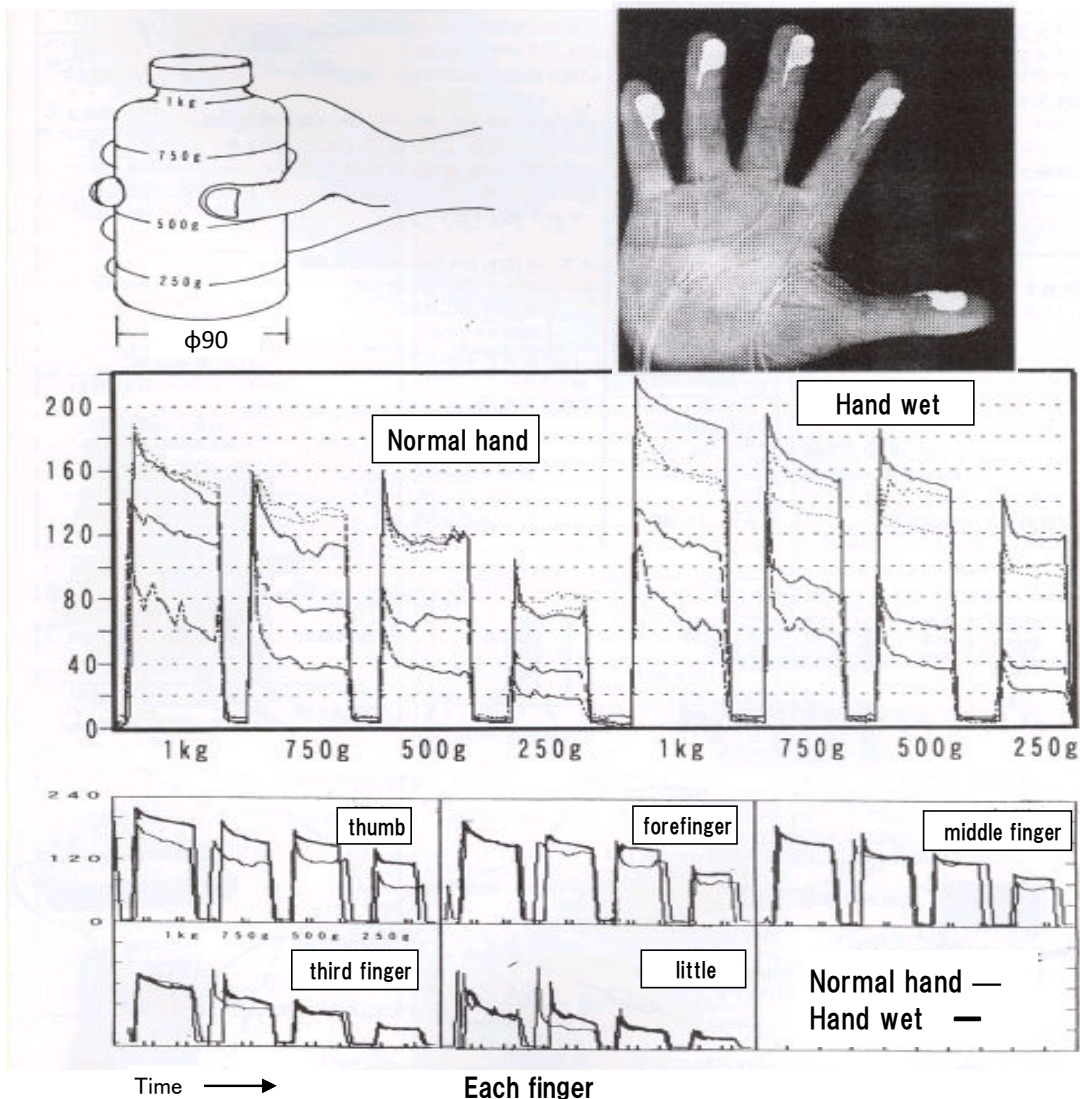 1kg
750g
500g
250g
φ90
200
160
120
80
40
0
Normal hand
Hand wet
1kg 750g 500g 250g 1kg 750g 500g 250g
240
120
0
thumb
forefinger
middle finger
1kg 750g 500g 250g
third finger
little
Normal hand
Hand wet
Time
Each finger